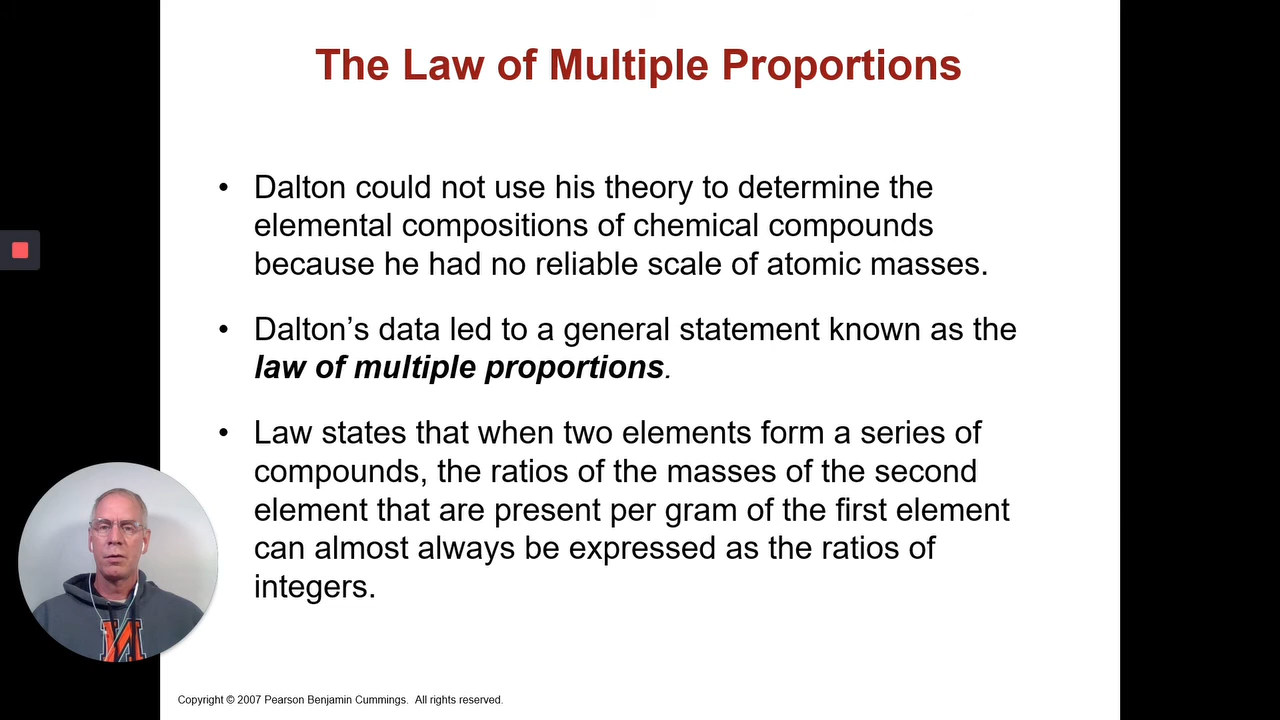 The Law of Multiple Proportions
• Dalton could not use his theory to determine the
elemental compositions of chemical compounds
because he had no reliable scale of atomic masses.
• Dalton’s data led to a general statement known as the
law of multiple proportions.
• Law states that when two elements form a series of
compounds, the ratios of the masses of the second
element that are present per gram of the first element
can almost always be expressed as the ratios of
integers.
N
Copyright © 2007 Pearson Benjamin Cummings. All rights reserved.